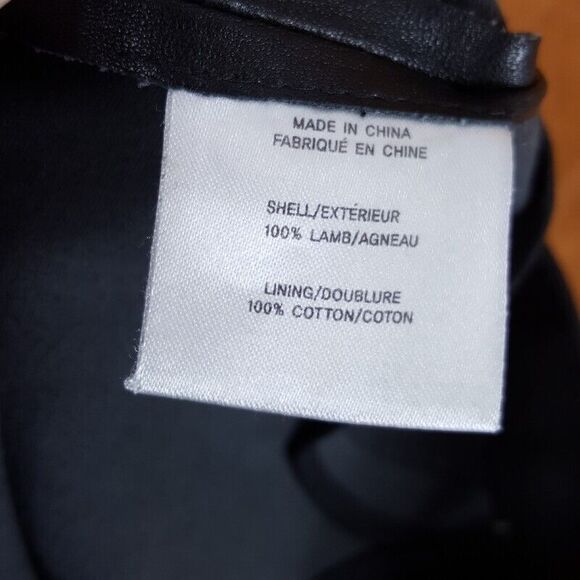 MADE IN CHINA
FABRIQUÉ EN CHINE
SHELL/EXTÉRIEUR
100% LAMB/AGNEAU
LINING/DOUBLURE
100% COTTON/COTON